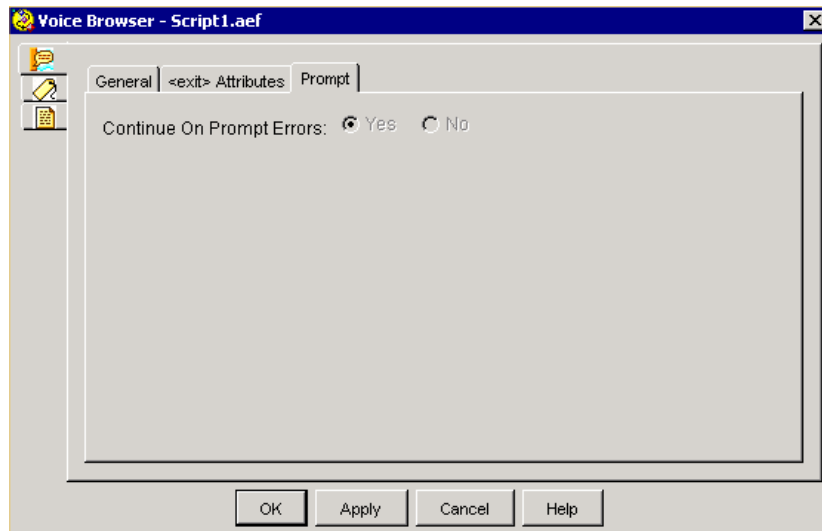 Voice Browser - Script1.aef
General <exit> Attributes Prompt
Continue On Prompt Errors: Yes No
OK Apply Cancel Help